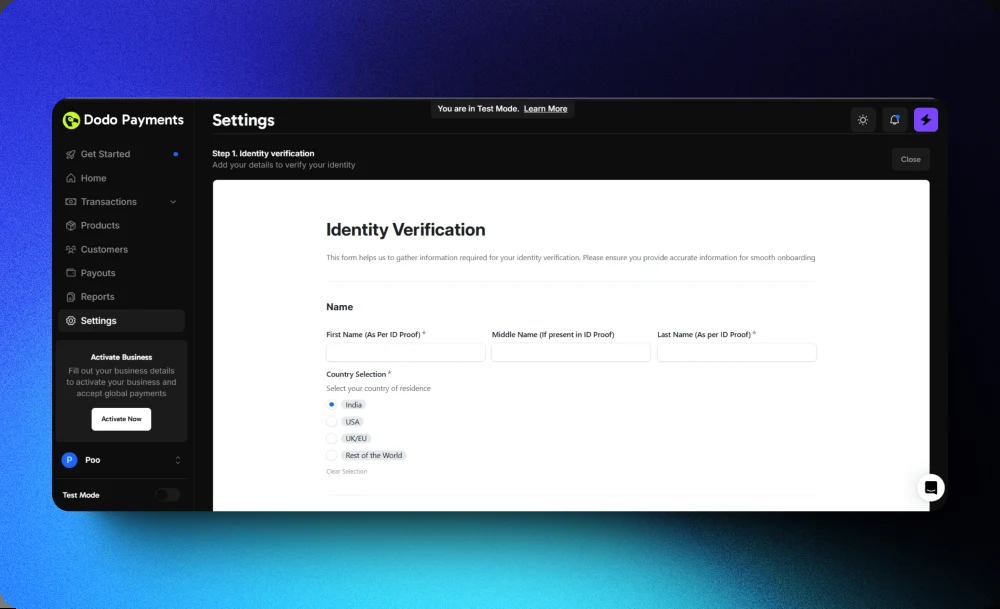 You are in Test Mode. Learn More
Dodo Payments
Get Started
Home
Transactions
Products
Customers
Payouts
Reports
Settings
Activate Business
Fill out your business details
to activate your business and
accept global payments
Activate Now
P Poo
Test Mode
Settings
Step 1. Identity verification
Add your details to verify your identity
Close
Identity Verification
This form helps us to gather information required for your identity verification. Please ensure you provide accurate information for smooth onboarding
Name
First Name (As Per ID Proof) * Middle Name (If present in ID Proof) Last Name (As per ID Proof) *
Country Selection *
Select your country of residence
India
USA
UK/EU
Rest of the World
Clear Selection